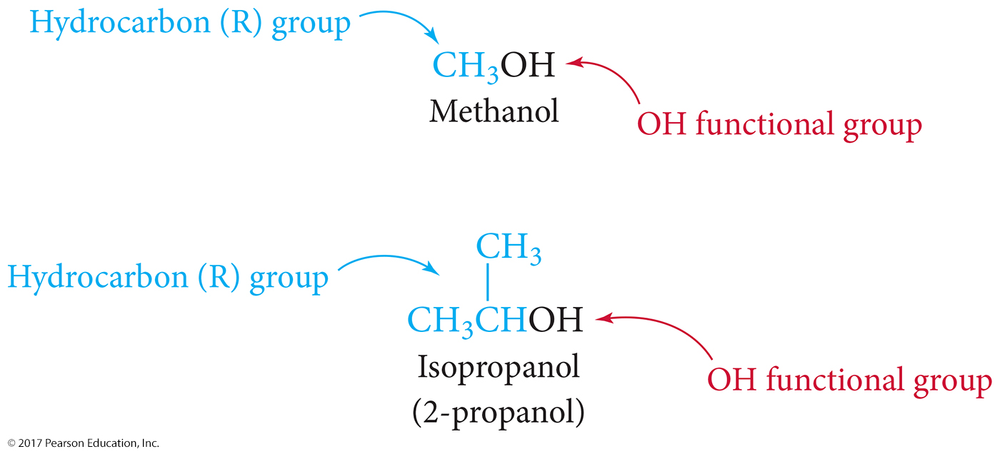 Hydrocarbon (R) group
CH₃OH
Methanol
OH functional group
CH₃
Hydrocarbon (R) group
CH₃CHOH
OH functional group
Isopropanol
(2-propanol)
© 2017 Pearson Education, Inc.